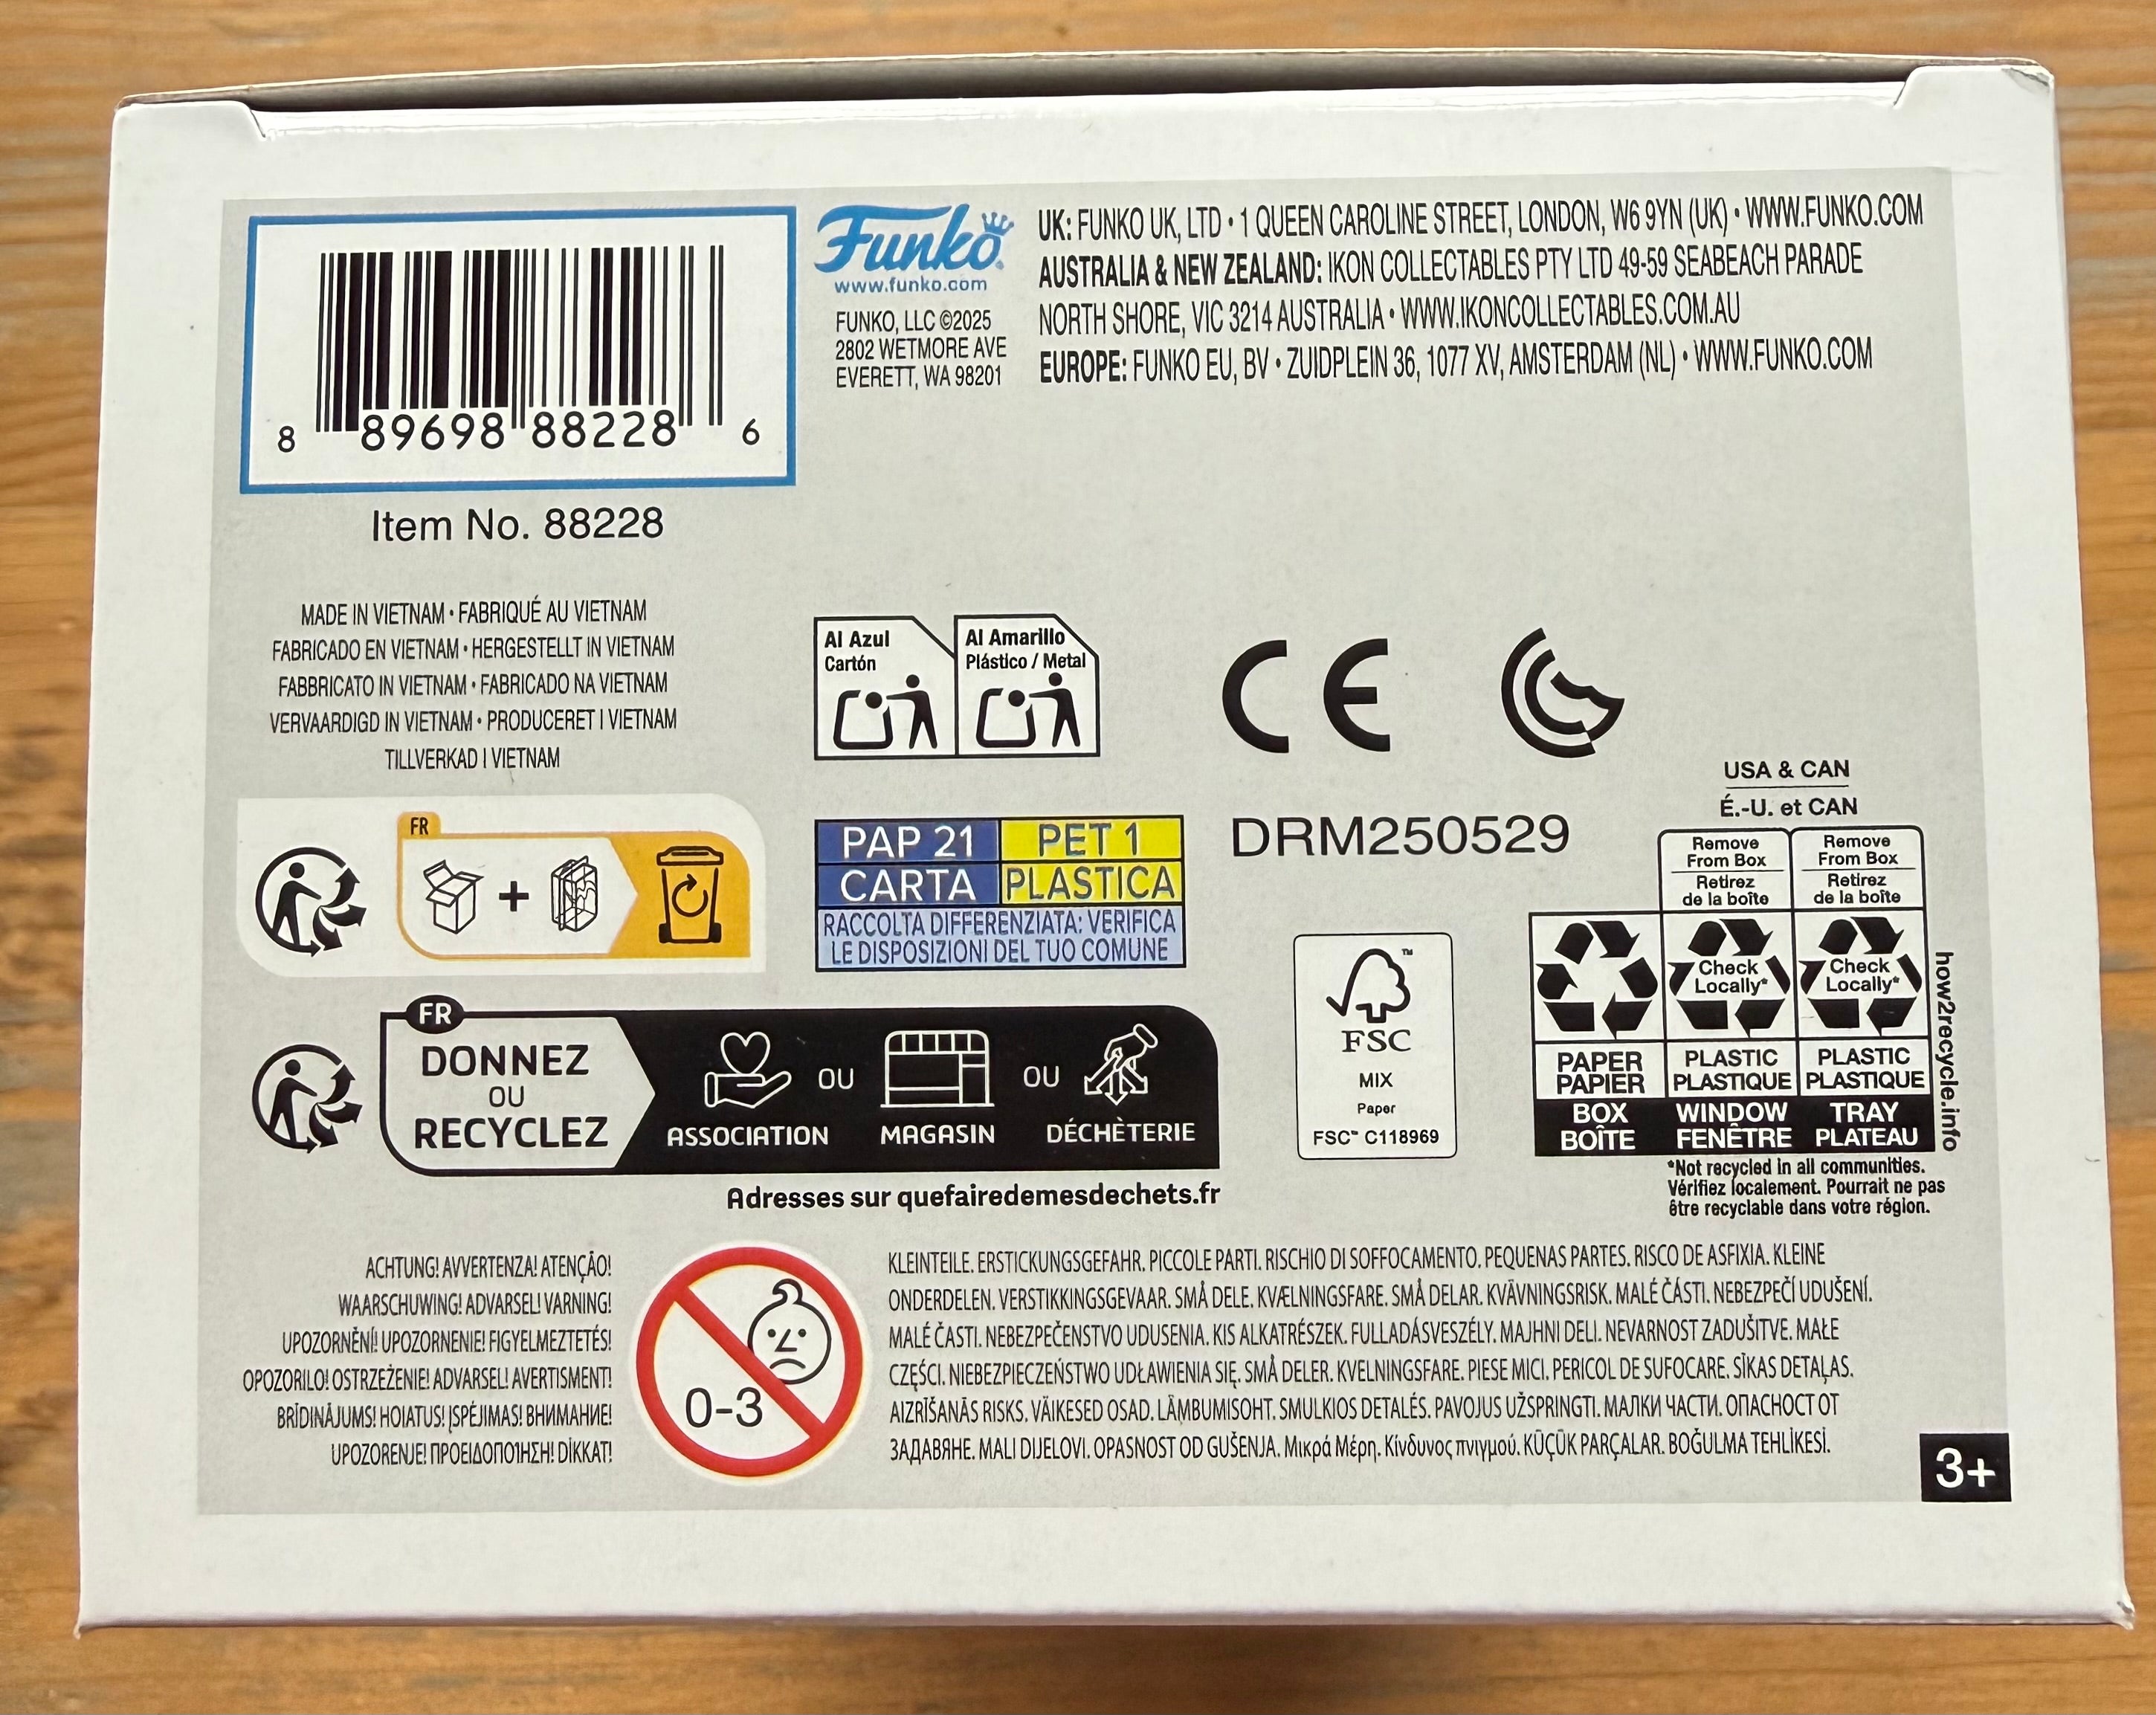 8 89698 88228 6
Item No. 88228
Funko
www.funko.com
FUNKO, LLC ©2025
2802 WETMORE AVE
EVERETT, WA 98201
UK: FUNKO UK, LTD • 1 QUEEN CAROLINE STREET, LONDON, W6 9YN (UK) • WWW.FUNKO.COM
AUSTRALIA & NEW ZEALAND: IKON COLLECTABLES PTY LTD 49-59 SEABEACH PARADE
NORTH SHORE, VIC 3214 AUSTRALIA • WWW.IKONCOLLECTABLES.COM.AU
EUROPE: FUNKO EU, BV • ZUIDPLEIN 36, 1077 XV, AMSTERDAM (NL) • WWW.FUNKO.COM
MADE IN VIETNAM • FABRIQUÉ AU VIETNAM
FABRICADO EN VIETNAM • HERGESTELLT IN VIETNAM
FABBRICATO IN VIETNAM • FABRICADO NA VIETNAM
VERVAARDIGD IN VIETNAM • PRODUCERET I VIETNAM
TILLVERKAD I VIETNAM
Al Azul
Cartón
Al Amarillo
Plástico / Metal
CE
FR
PAP 21
CARTA
PET 1
PLASTICA
RACCOLTA DIFFERENZIATA: VERIFICA
LE DISPOSIZIONI DEL TUO COMUNE
DRM250529
USA & CAN
É.-U. et CAN
Remove
From Box
Retirez
de la boîte
Remove
From Box
Retirez
de la boîte
Check
Locally*
Check
Locally*
PAPER
PAPIER
BOX
BOÎTE
PLASTIC
PLASTIQUE
WINDOW
FENÊTRE
PLASTIC
PLASTIQUE
TRAY
PLATEAU
how2recycle.info
*Not recycled in all communities.
Vérifiez localement. Pourrait ne pas
être recyclable dans votre région.
FSC
™
MIX
Paper
FSC™ C118969
FR
DONNEZ
OU
RECYCLEZ
ASSOCIATION
OU
MAGASIN
OU
DÉCHÈTERIE
Adresses sur quefairedemesdechets.fr
ACHTUNG! AVVERTENZA! ATENÇÃO!
WAARSCHUWING! ADVARSEL! VARNING!
UPOZORNĚNÍ! UPOZORNENIE! FIGYELMEZTETÉS!
OPOZORILO! OSTRZEŻENIE! ADVARSEL! AVERTISMENT!
BRĪDINĀJUMS! HOIATUS! ĮSPĖJIMAS! ВНИМАНИЕ!
UPOZORENJE! ΠΡΟΕΙΔΟΠΟΊΗΣΗ! DİKKAT!
0-3
KLEINTEILE. ERSTICKUNGSGEFAHR. PICCOLE PARTI. RISCHIO DI SOFFOCAMENTO. PEQUENAS PARTES. RISCO DE ASFIXIA. KLEINE
ONDERDELEN. VERSTIKKINGSGEVAAR. SMÅ DELE. KVÆLNINGSFARE. SMÅ DELAR. KVÄVNINGSRISK. MALÉ ČÁSTI. NEBEZPEČÍ UDUŠENÍ.
MALÉ ČASTI. NEBEZPEČENSTVO UDUSENIA. KIS ALKATRÉSZEK. FULLADÁSVESZÉLY. MAJHNI DELI. NEVARNOST ZADUŠITVE. MAŁE
CZĘŚCI. NIEBEZPIECZEŃSTWO UDŁAWIENIA SIĘ. SMÅ DELER. KVELNINGSFARE. PIESE MICI. PERICOL DE SUFOCARE. SĪKAS DETAĻAS.
AIZRĪŠANĀS RISKS. VÄIKESED OSAD. LÄMBUMISOHT. SMULKIOS DETALĖS. PAVOJUS UŽSPRINGTI. МАЛКИ ЧАСТИ. ОПАСНОСТ ОТ
ЗАДАВЯНЕ. MALI DIJELOVI. OPASNOST OD GUŠENJA. Μικρά Μέρη. Κίνδυνος πνιγμού. KÜÇÜK PARÇALAR. BOĞULMA TEHLİKESİ.
3+